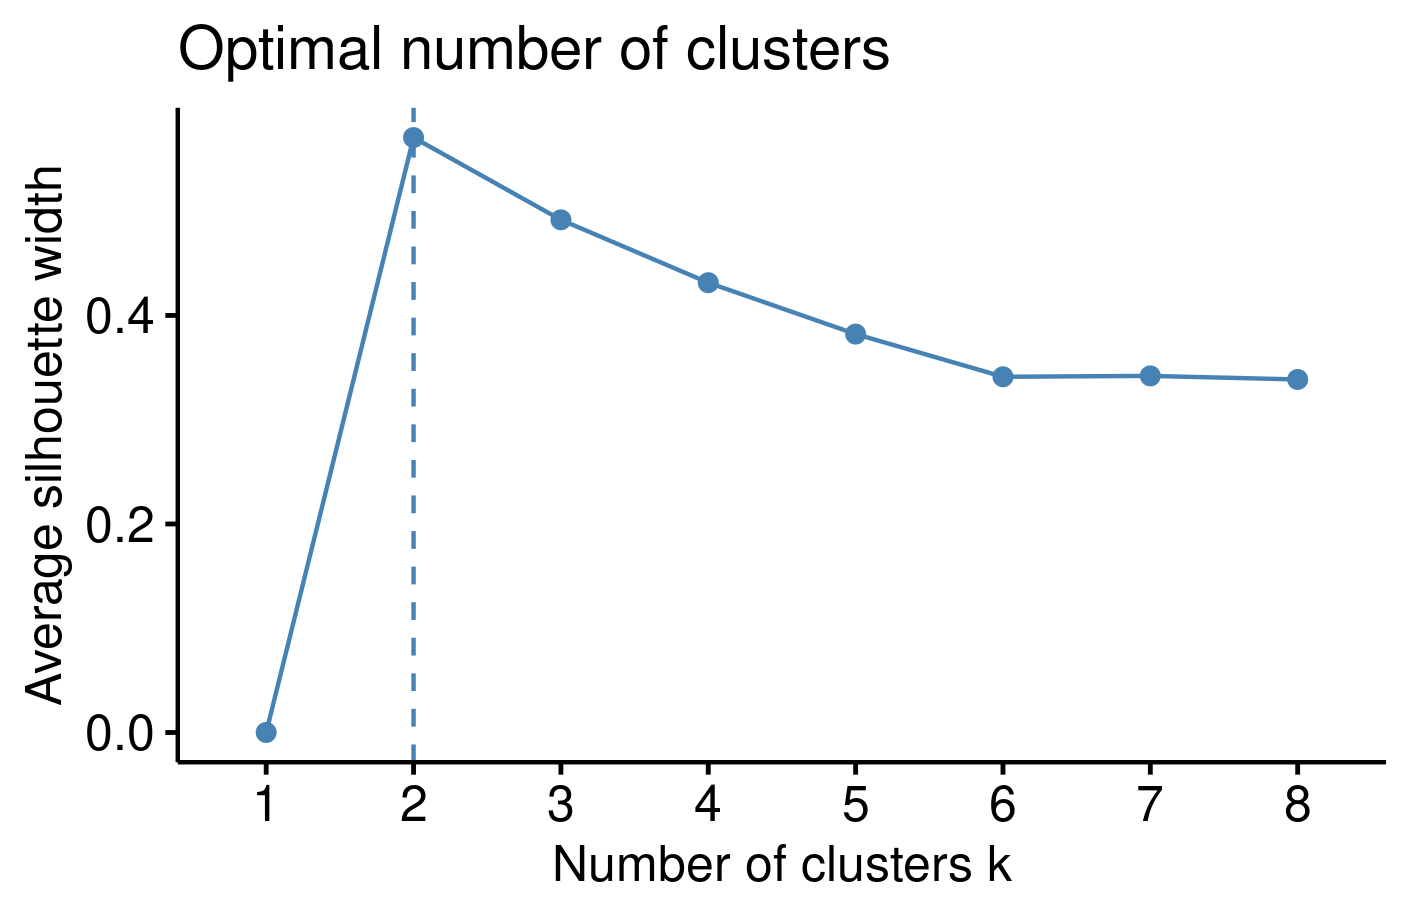 Optimal number of clusters
Average silhouette width
0.4
0.2
0.0
1 2 3 4 5 6 7 8
Number of clusters k